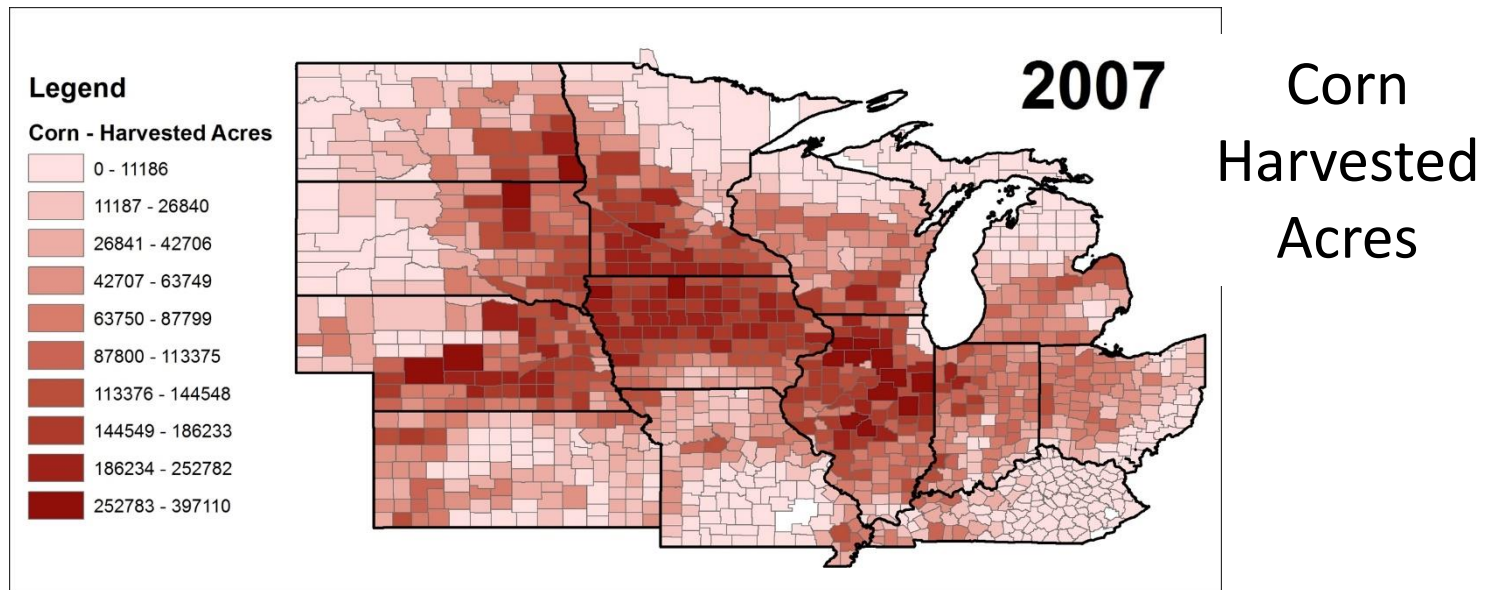 2007
Legend
Corn - Harvested Acres
0 - 11186
11187 - 26840
26841 - 42706
42707 - 63749
63750 - 87799
87800 - 113375
113376 - 144548
144549 - 186233
186234 - 252782
252783 - 397110
Corn
Harvested
Acres